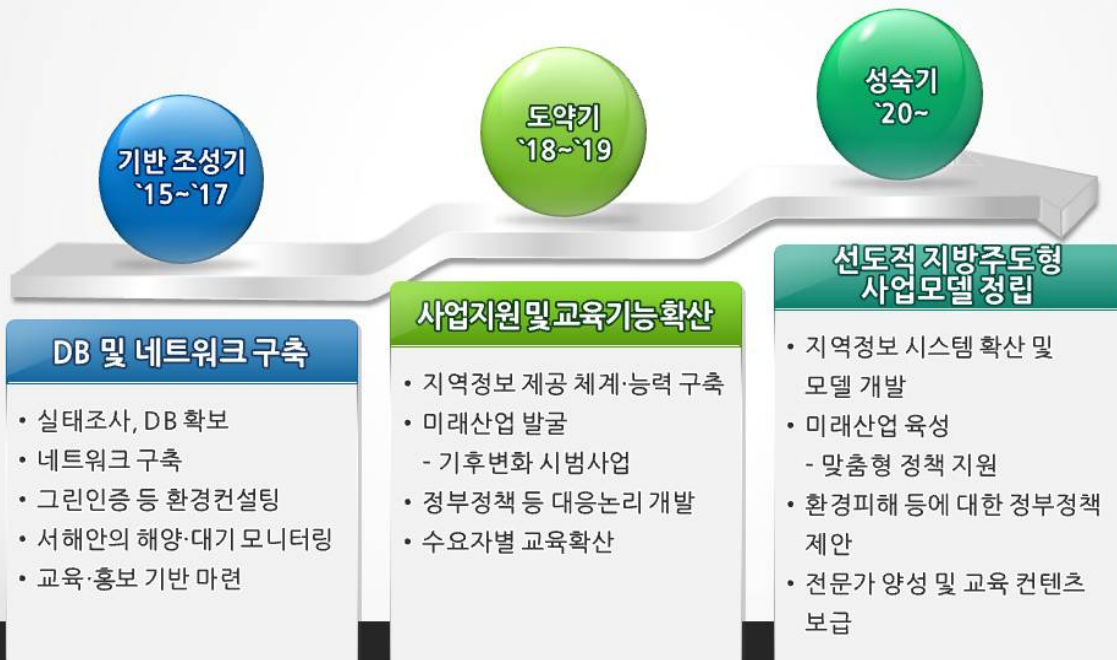 기반 조성기
`15~`17
도약기
`18~`19
성숙기
`20~
DB 및 네트워크 구축
• 실태조사, DB 확보
• 네트워크 구축
• 그린인증 등 환경컨설팅
• 서해안의 해양·대기 모니터링
• 교육·홍보 기반 마련
사업지원 및 교육기능 확산
• 지역정보 제공 체계·능력 구축
• 미래산업 발굴
- 기후변화 시범사업
• 정부정책 등 대응논리 개발
• 수요자별 교육확산
선도적 지방주도형
사업모델 정립
• 지역정보 시스템 확산 및
모델 개발
• 미래산업 육성
- 맞춤형 정책 지원
• 환경피해 등에 대한 정부정책
제안
• 전문가 양성 및 교육 컨텐츠
보급